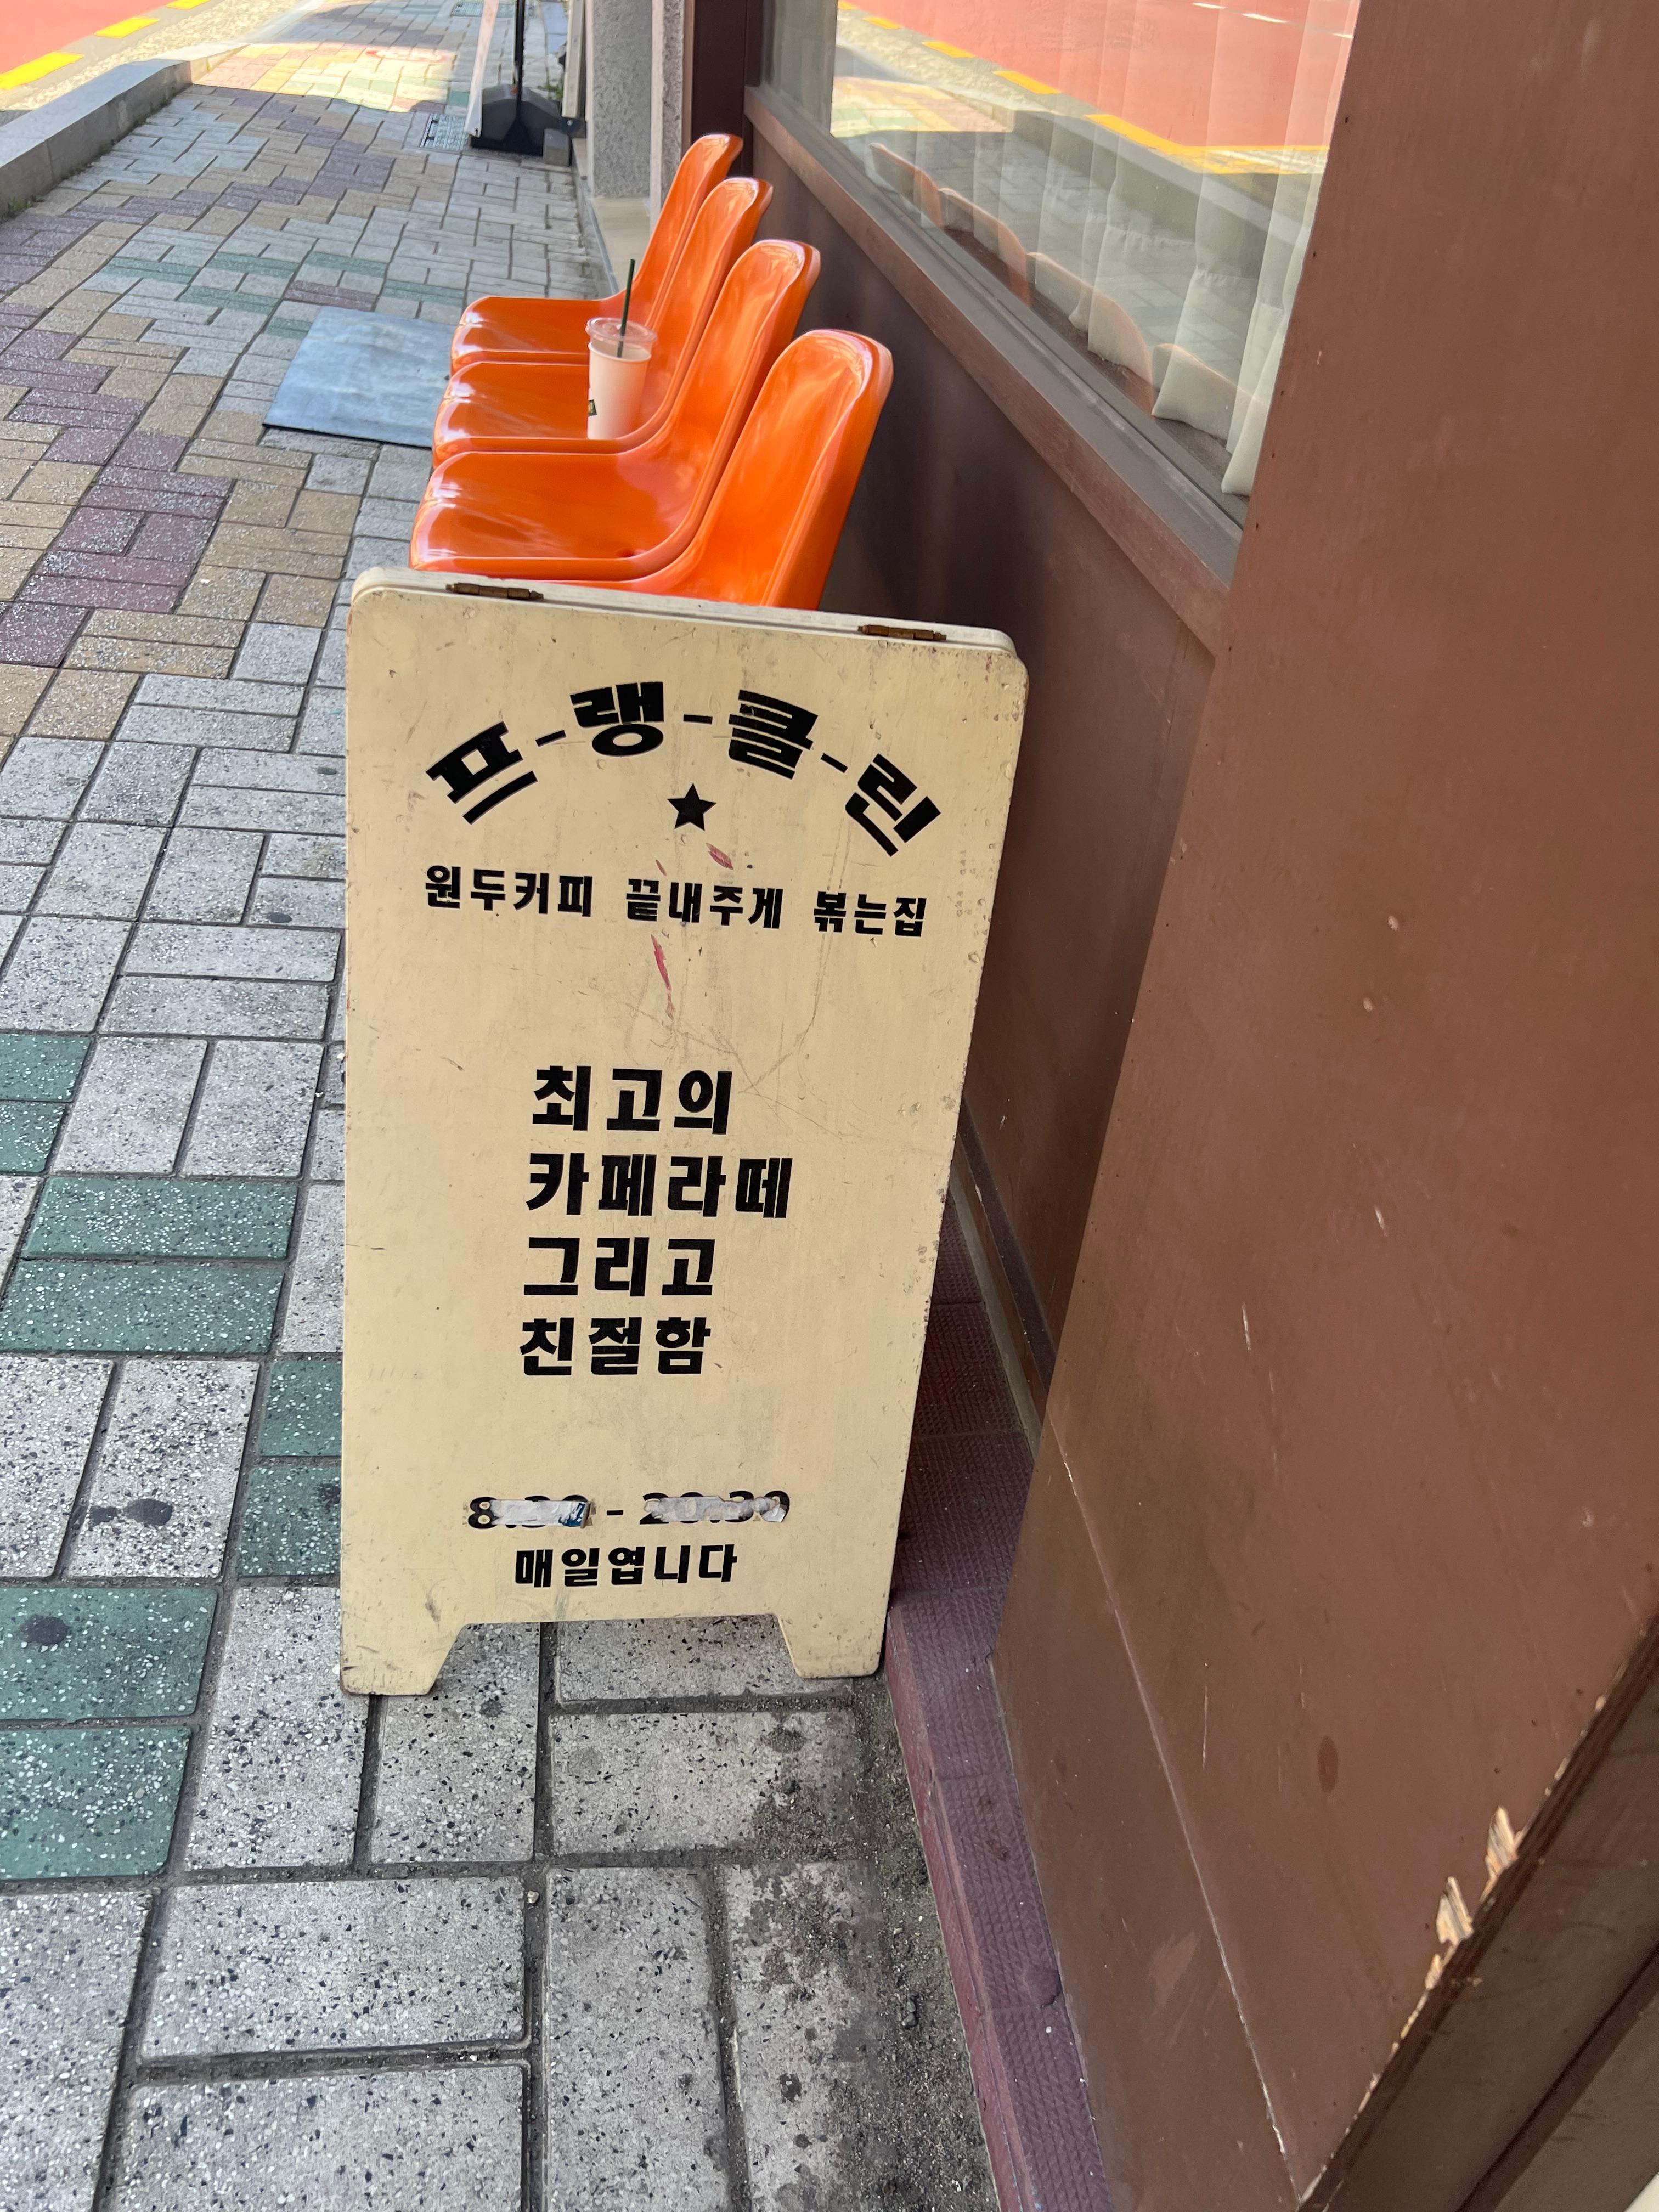 프-랭-클-린
원두커피 끝내주게 볶는집
최고의
카페라떼
그리고
친절함
매일엽니다